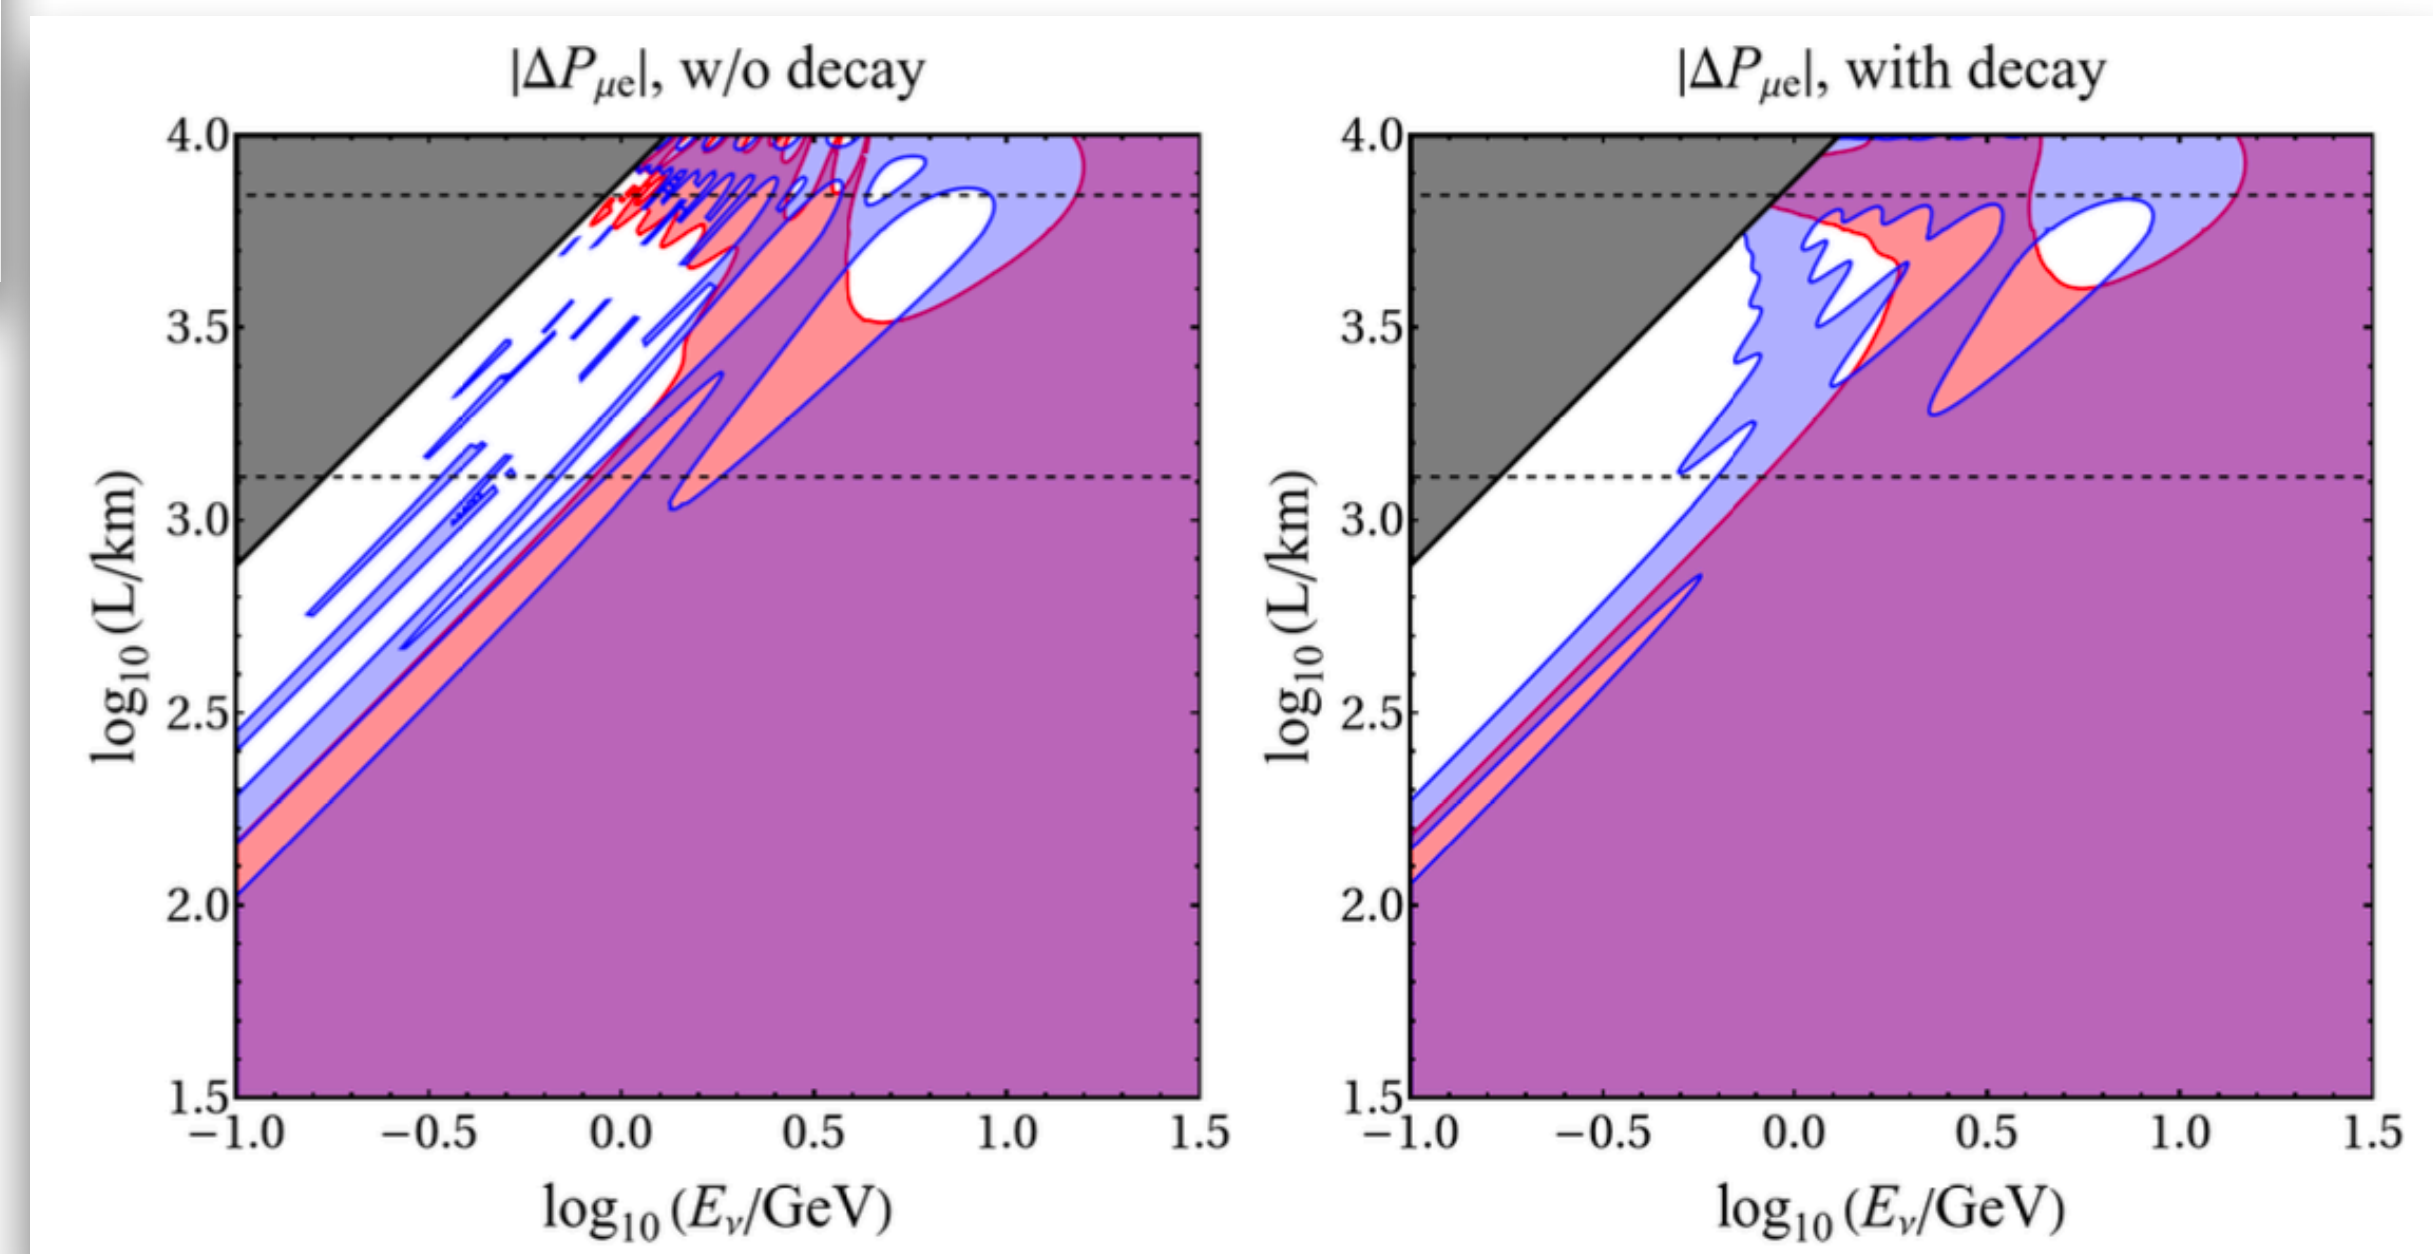 |ΔP_μe|, w/o decay
4.0
3.5
3.0
2.5
2.0
1.5
log₁₀(L/km)
−1.0 −0.5 0.0 0.5 1.0 1.5
log₁₀(E_ν/GeV)
|ΔP_μe|, with decay
4.0
3.5
3.0
2.5
2.0
1.5
log₁₀(L/km)
−1.0 −0.5 0.0 0.5 1.0 1.5
log₁₀(E_ν/GeV)